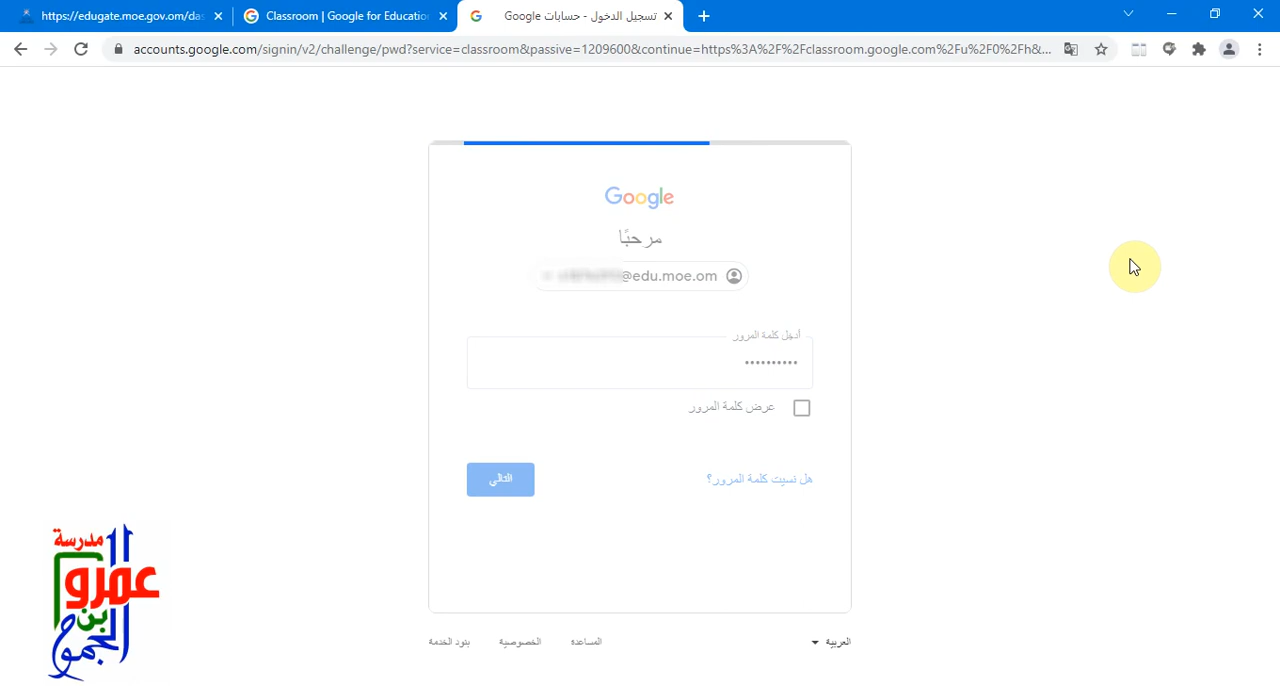 https://edugate.moe.gov.om/das
Classroom | Google for Education
تسجيل الدخول - حسابات Google
accounts.google.com/signin/v2/challenge/pwd?service=classroom&passive=1209600&continue=https%3A%2F%2Fclassroom.google.com%2Fu%2F0%2Fh&...
Google
مرحبًا
@edu.moe.om
أدخل كلمة المرور
••••••••••
عرض كلمة المرور
هل نسيت كلمة المرور؟
التالي
العربية
المساعدة
الخصوصية
بنود الخدمة
مدرسة
عمرو
بن
الجموح